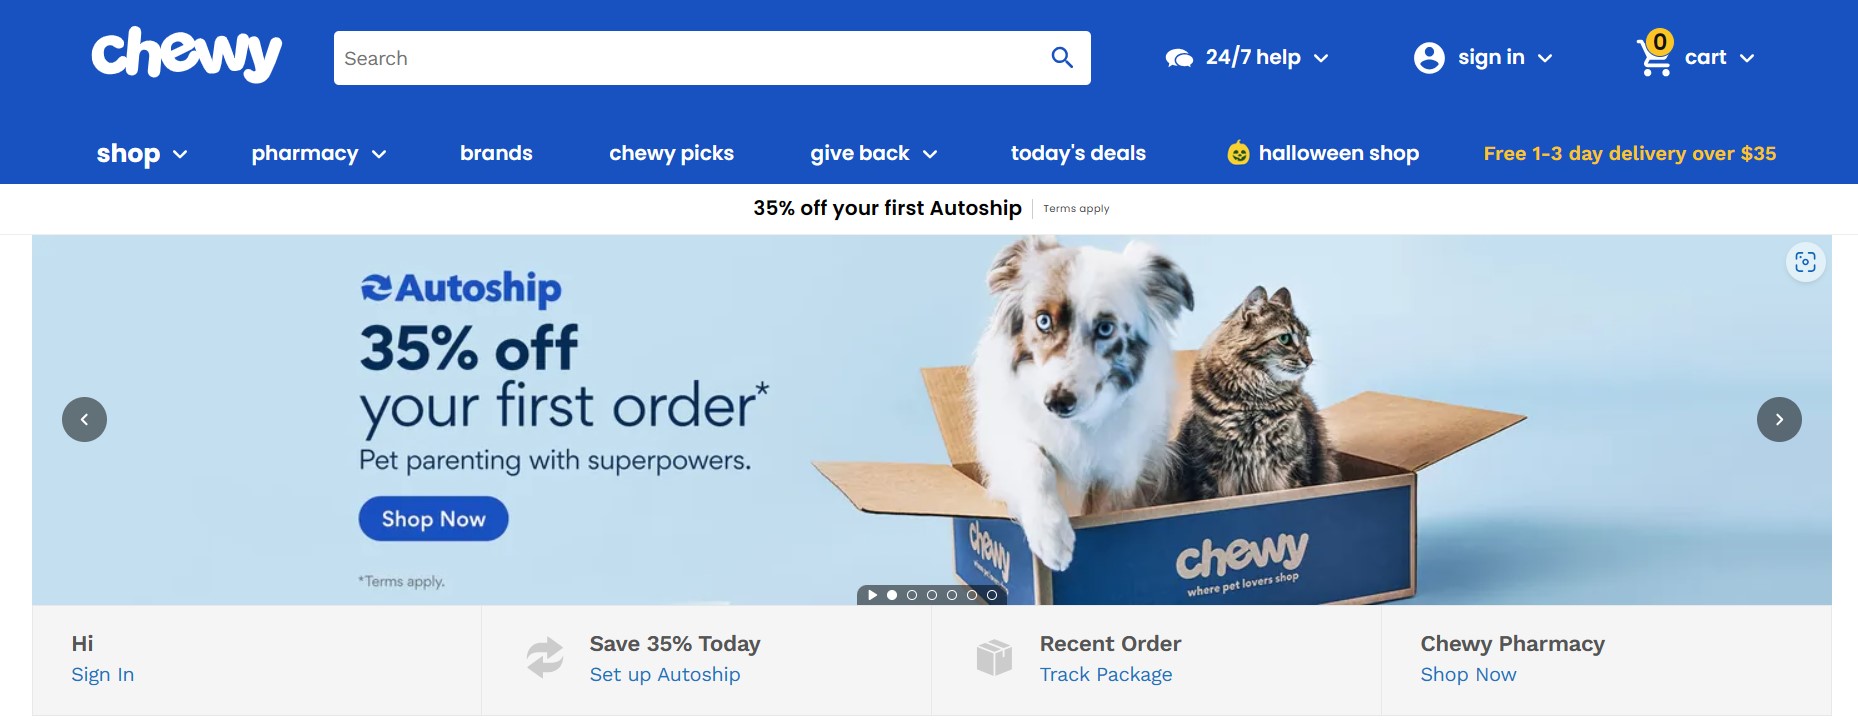 chewy
Search
24/7 help
sign in
0
cart
shop
pharmacy
brands
chewy picks
give back
today's deals
halloween shop
Free 1-3 day delivery over $35
35% off your first Autoship
Terms apply
Autoship
35% off
your first order*
Pet parenting with superpowers.
Shop Now
*Terms apply.
chewy
chewy
where pet lovers shop
Hi
Sign In
Save 35% Today
Set up Autoship
Recent Order
Track Package
Chewy Pharmacy
Shop Now